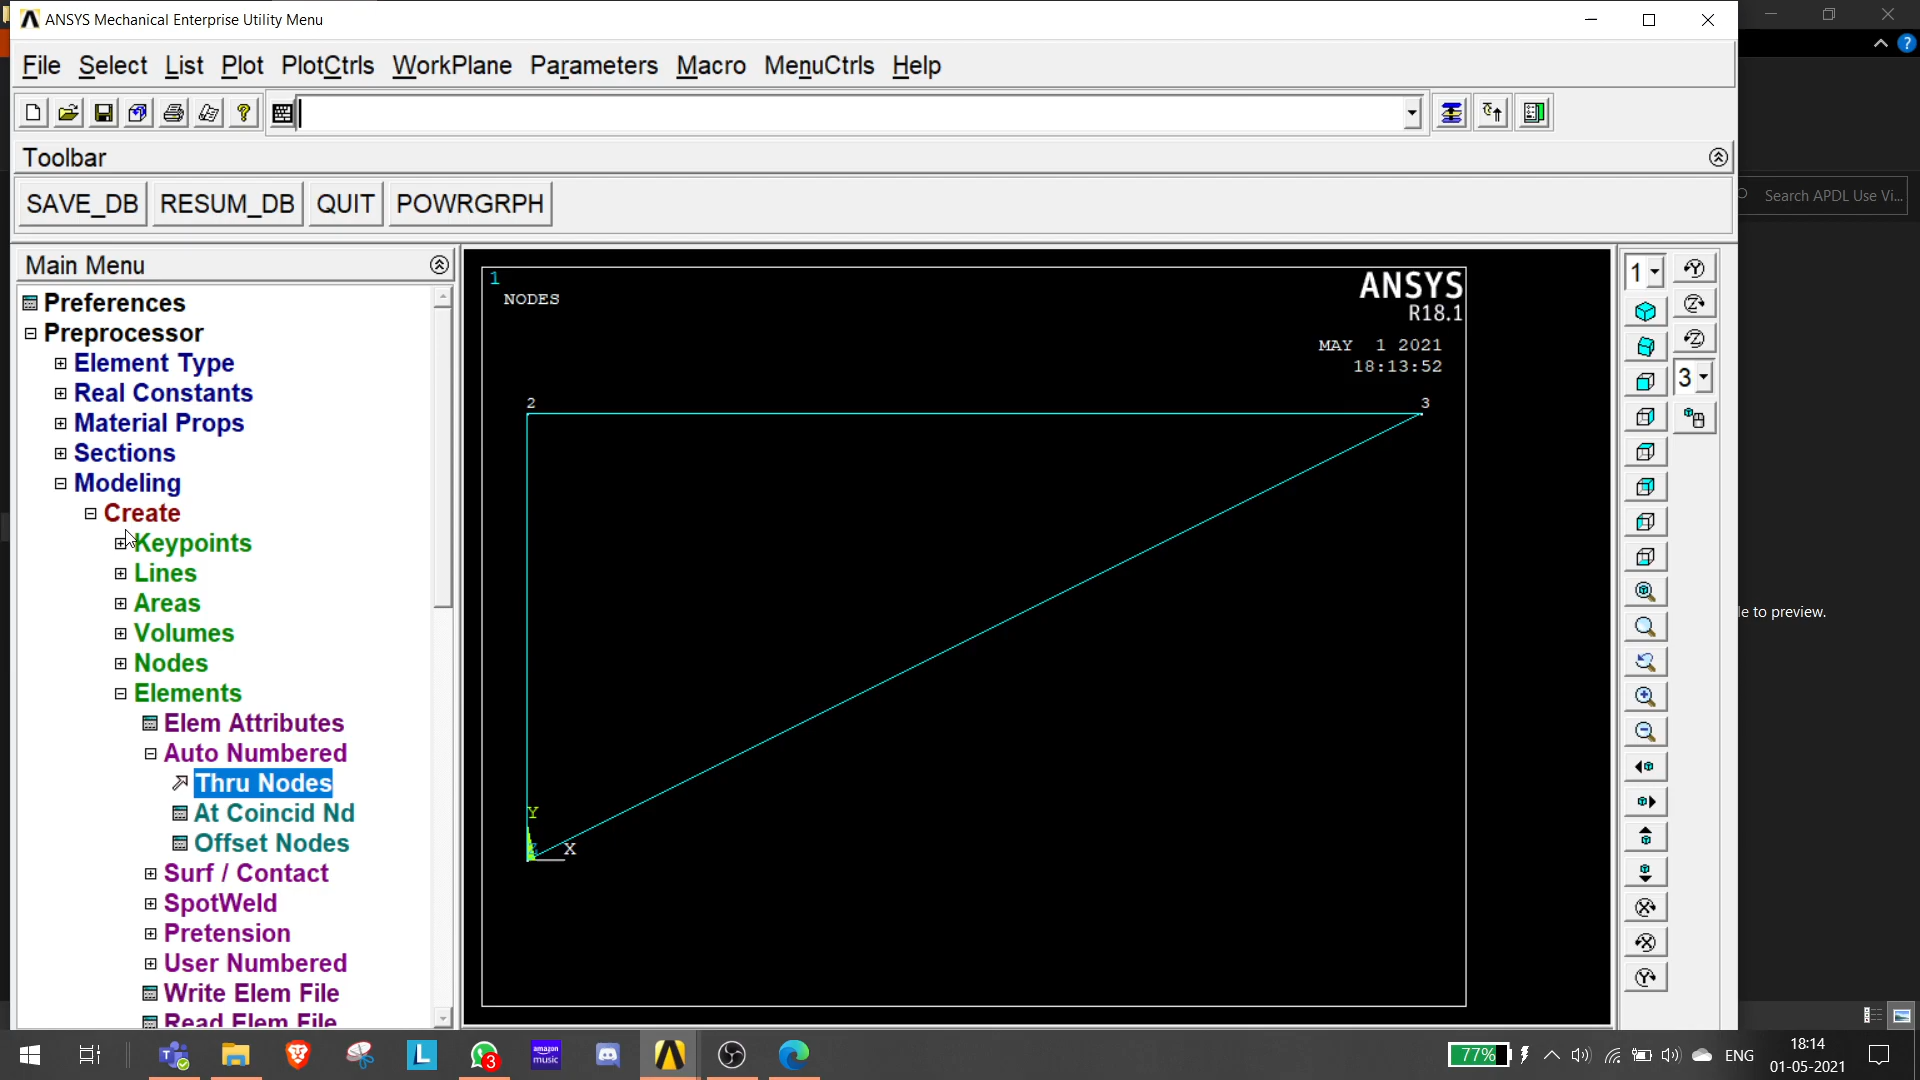 ANSYS Mechanical Enterprise Utility Menu
File Select List Plot PlotCtrls WorkPlane Parameters Macro MenuCtrls Help
Toolbar
SAVE_DB RESUM_DB QUIT POWRGRPH
Search APDL Use Vi...
Main Menu
Preferences
Preprocessor
Element Type
Real Constants
Material Props
Sections
Modeling
Create
Keypoints
Lines
Areas
Volumes
Nodes
Elements
Elem Attributes
Auto Numbered
Thru Nodes
At Coincid Nd
Offset Nodes
Surf / Contact
SpotWeld
Pretension
User Numbered
Write Elem File
Read Elem File
1
NODES
ANSYS
R18.1
MAY 1 2021
18:13:52
2
3
Y
X
1
3
le to preview.
L
3
amazon
music
77%
ENG
18:14
01-05-2021